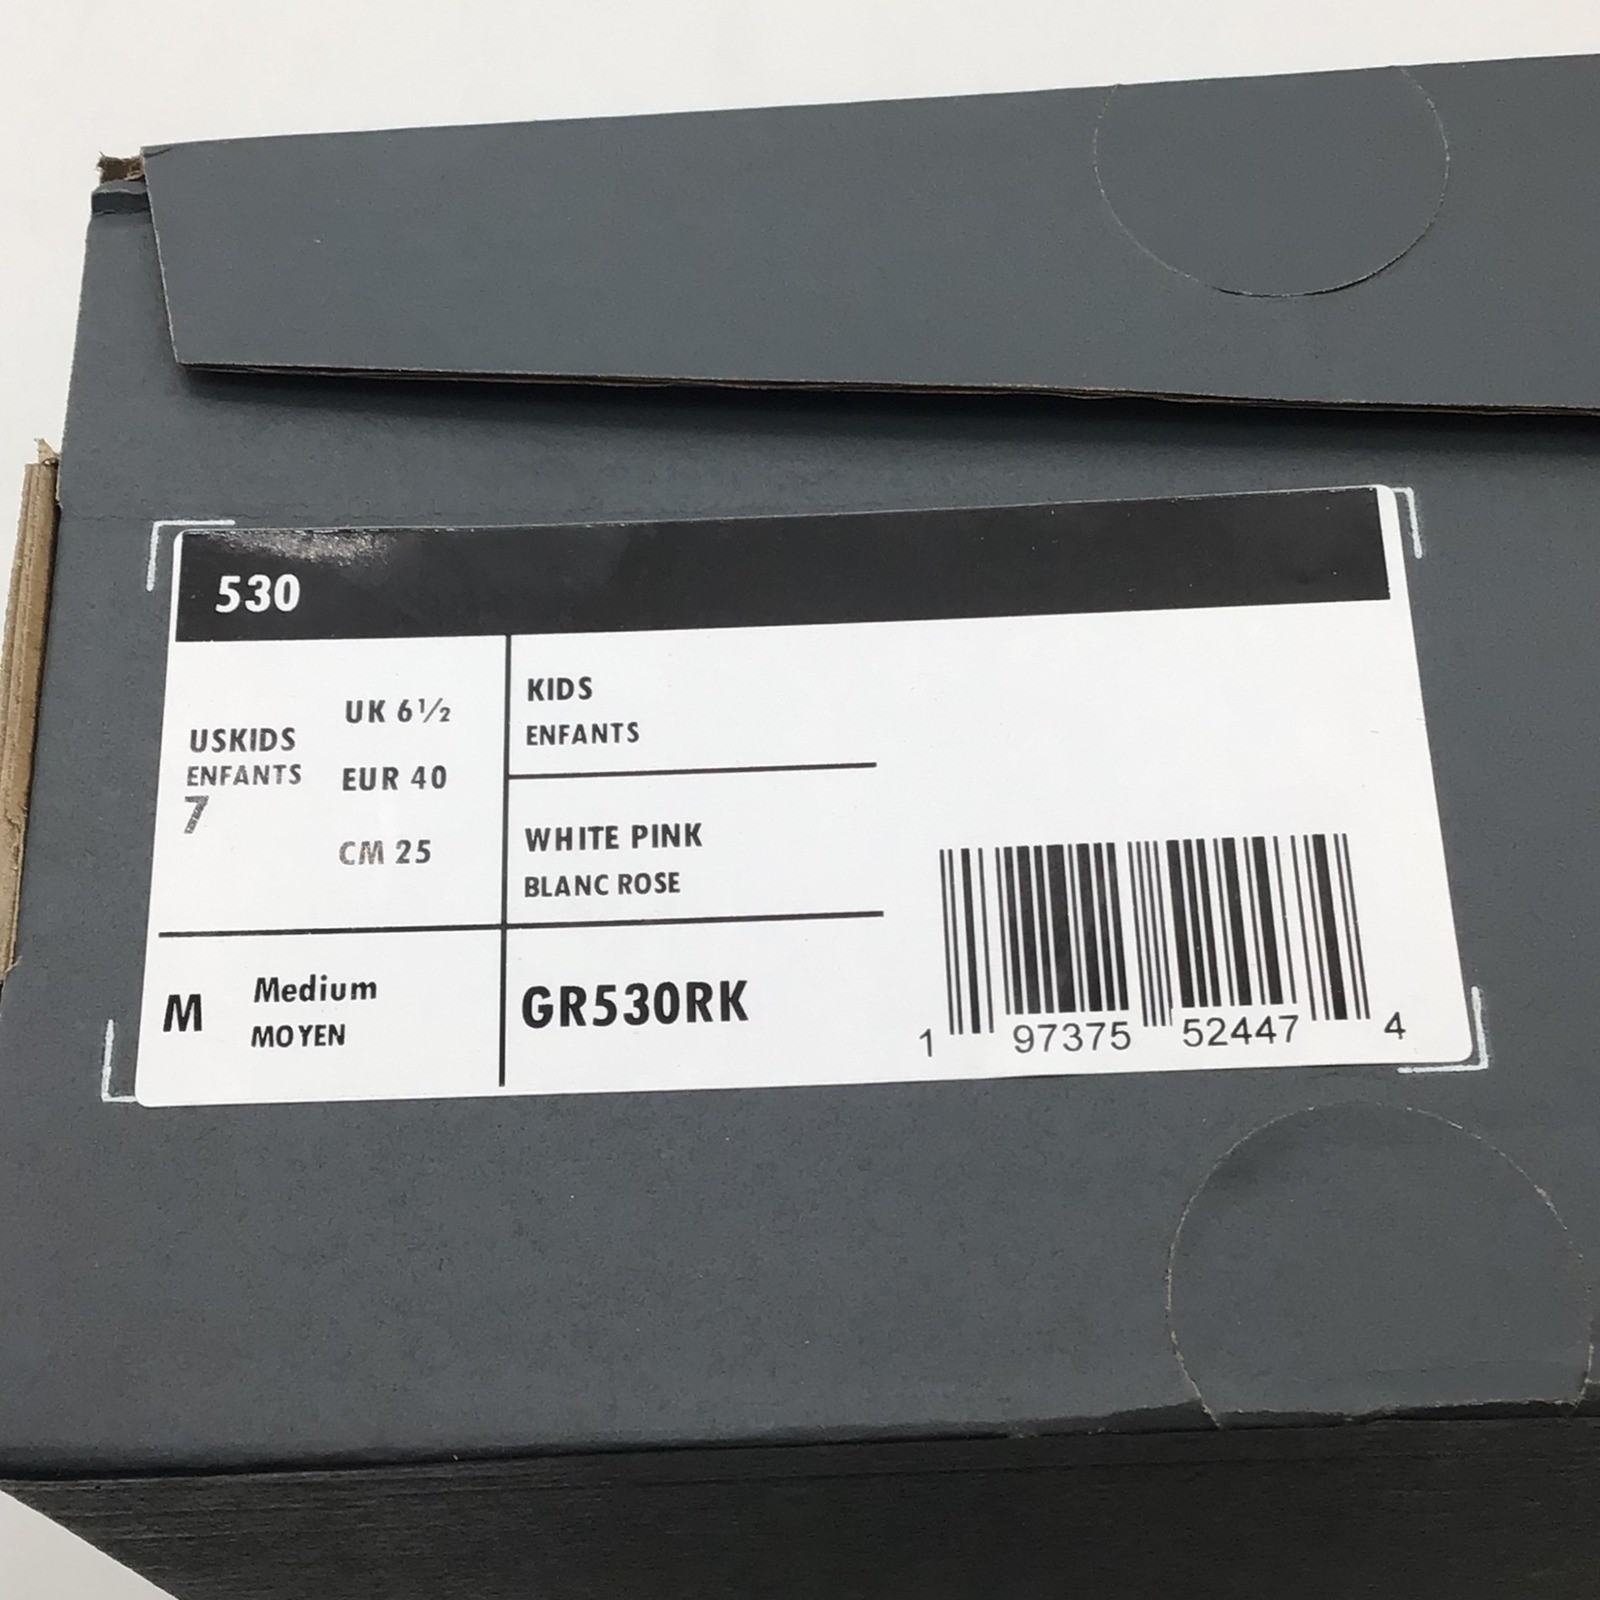 530
USKIDS
ENFANTS
7
UK 6½
EUR 40
CM 25
KIDS
ENFANTS
WHITE PINK
BLANC ROSE
M
Medium
MOYEN
GR530RK
1 97375 52447 4